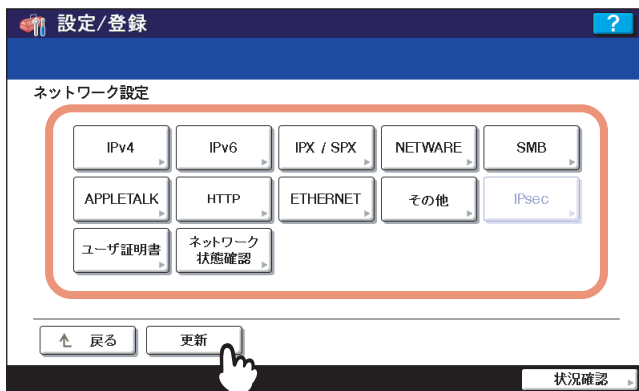 設定/登録
?
ネットワーク設定
IPv4
IPv6
IPX / SPX
NETWARE
SMB
APPLETALK
HTTP
ETHERNET
その他
IPsec
ユーザ証明書
ネットワーク
状態確認
戻る
更新
状況確認